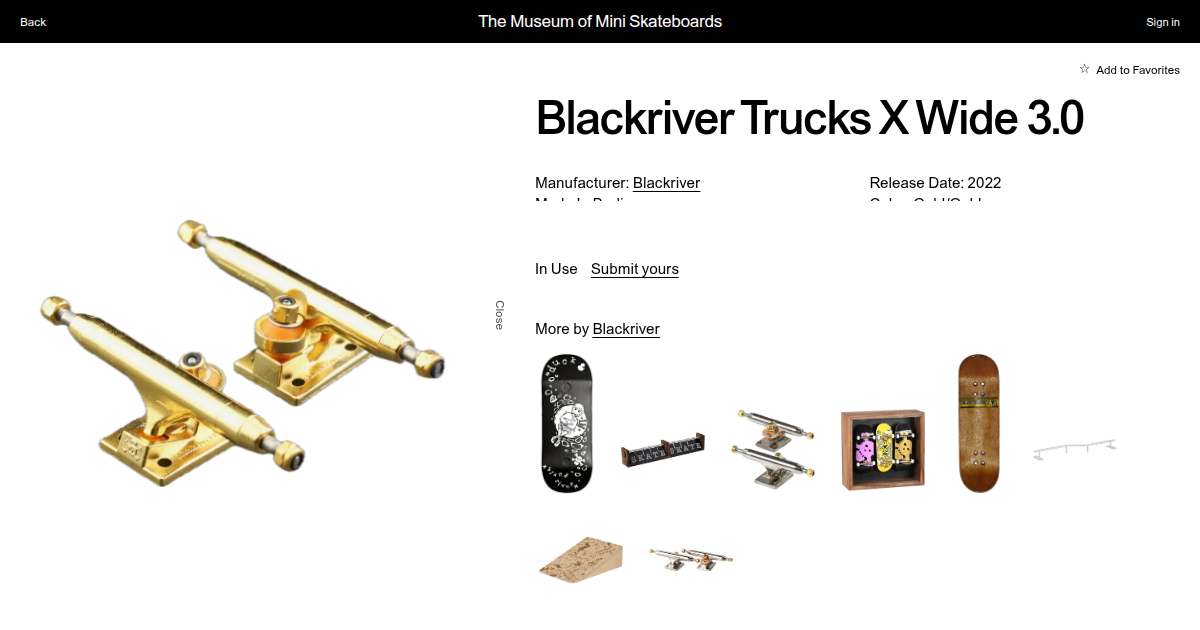 Back
The Museum of Mini Skateboards
Sign in
☆ Add to Favorites
Blackriver Trucks X Wide 3.0
Manufacturer: Blackriver
Release Date: 2022
In Use Submit yours
Close
More by Blackriver